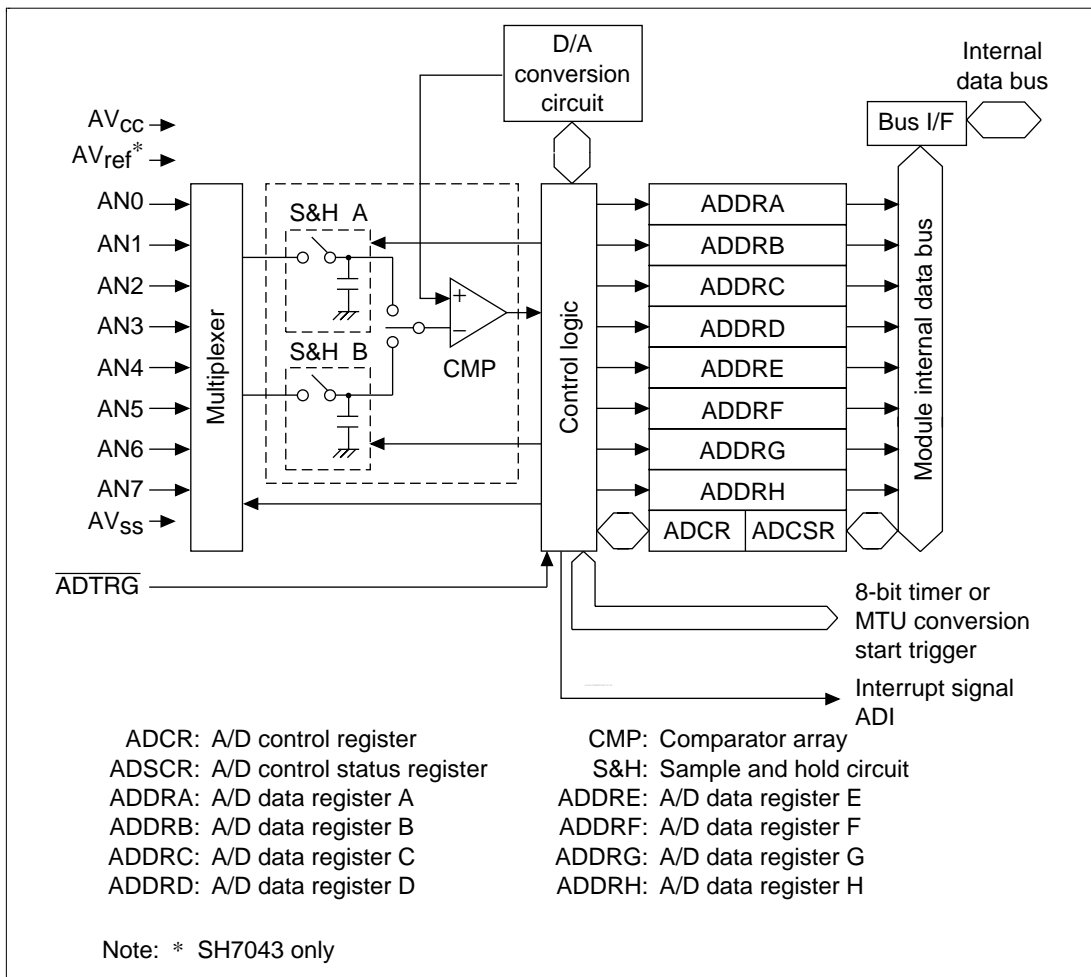 D/A
conversion
circuit
Internal
data bus
Bus I/F
AVcc
AVref*
AN0
AN1
AN2
AN3
AN4
AN5
AN6
AN7
AVss
Multiplexer
S&H A
S&H B
+
−
CMP
Control logic
ADDRA
ADDRB
ADDRC
ADDRD
ADDRE
ADDRF
ADDRG
ADDRH
ADCR
ADCSR
Module internal data bus
ADTRG
8-bit timer or
MTU conversion
start trigger
Interrupt signal
ADI
ADCR: A/D control register
ADSCR: A/D control status register
ADDRA: A/D data register A
ADDRB: A/D data register B
ADDRC: A/D data register C
ADDRD: A/D data register D
CMP: Comparator array
S&H: Sample and hold circuit
ADDRE: A/D data register E
ADDRF: A/D data register F
ADDRG: A/D data register G
ADDRH: A/D data register H
Note: * SH7043 only